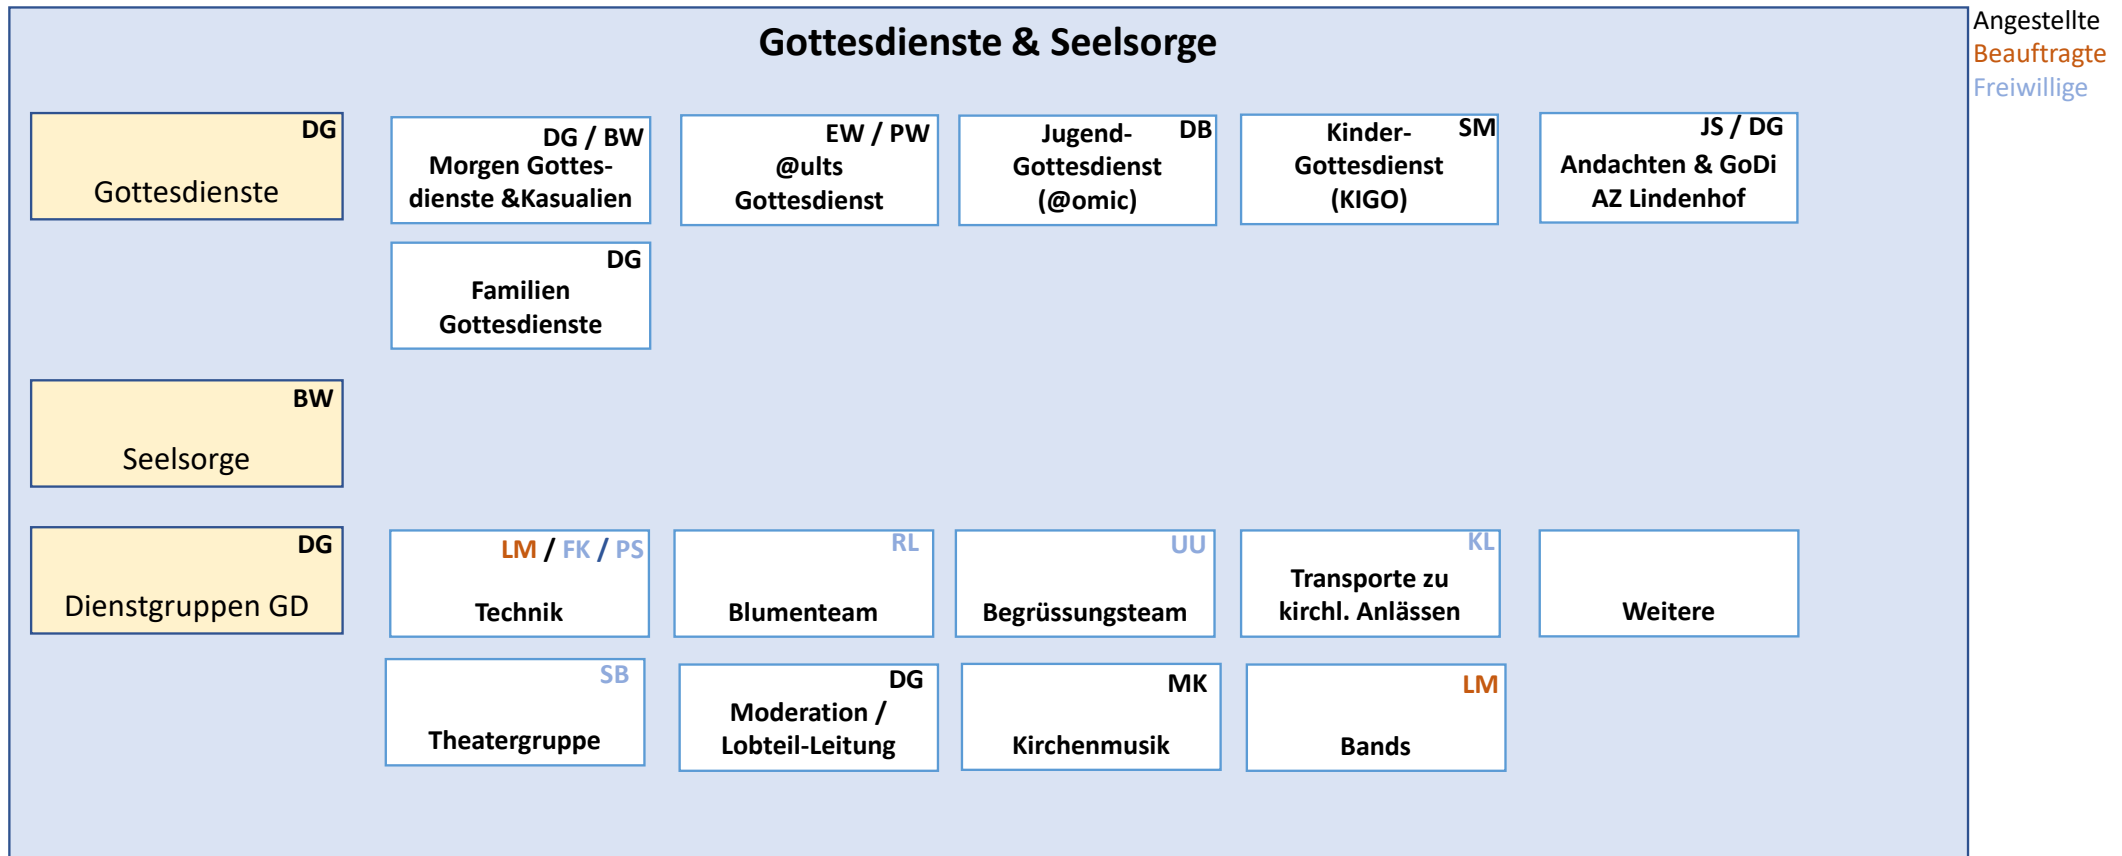 Gottesdienste & Seelsorge
Angestellte
Beauftragte
Freiwillige
DG
Gottesdienste
DG / BW
Morgen Gottes-
dienste &Kasualien
EW / PW
@ults
Gottesdienst
Jugend- DB
Gottesdienst
(@omic)
Kinder- SM
Gottesdienst
(KIGO)
JS / DG
Andachten & GoDi
AZ Lindenhof
DG
Familien
Gottesdienste
BW
Seelsorge
DG
Dienstgruppen GD
LM / FK / PS
Technik
RL
Blumenteam
UU
Begrüssungsteam
KL
Transporte zu
kirchl. Anlässen
Weitere
SB
Theatergruppe
DG
Moderation /
Lobteil-Leitung
MK
Kirchenmusik
LM
Bands